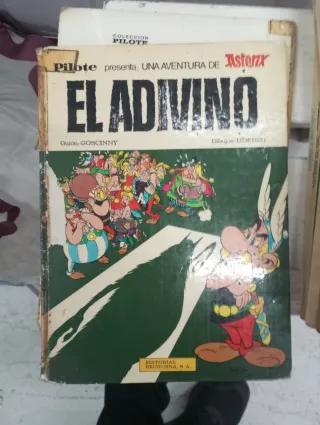 COLECCION
PILOTE
Pilote presenta: UNA AVENTURA DE Asterix
EL ADIVINO
Guión: GOSCINNY
Dibujos: UDERZO
EDITORIAL
BRUGUERA, S. A.